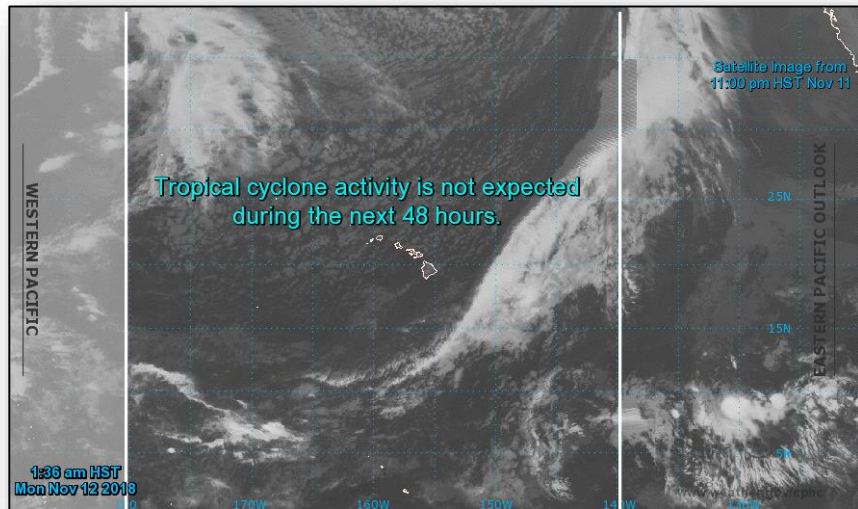 Satellite image from
11:00 pm HST Nov 11
Tropical cyclone activity is not expected
during the next 48 hours.
WESTERN PACIFIC
EASTERN PACIFIC OUTLOOK
25N
15N
5N
1:36 am HST
Mon Nov 12 2018
170W
160W
150W
140W